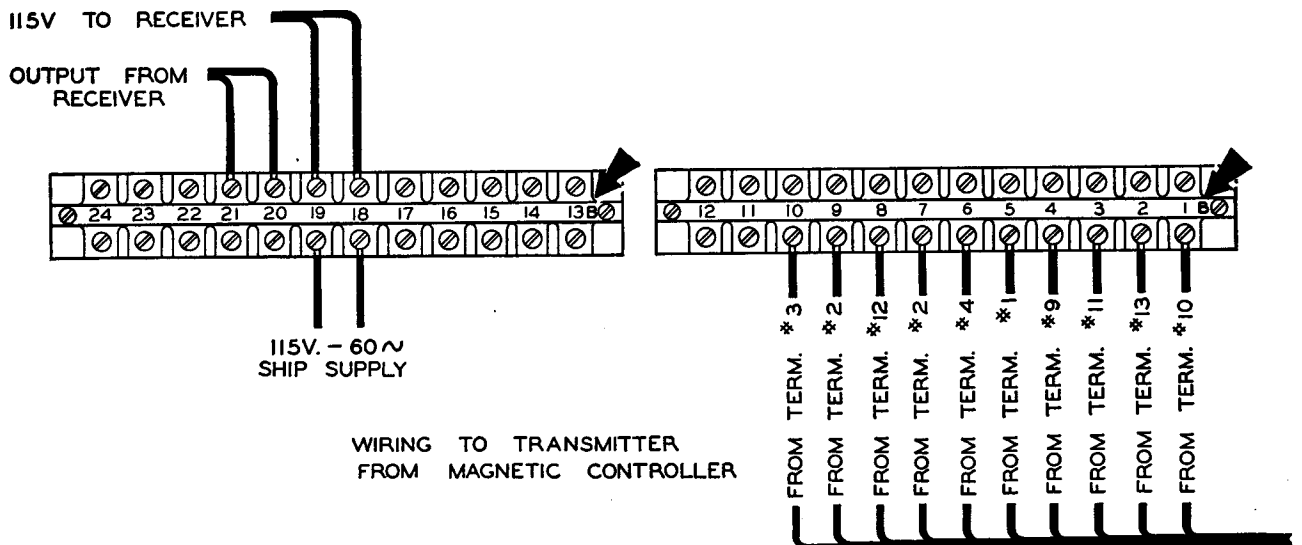 115V TO RECEIVER
OUTPUT FROM
RECEIVER
24 23 22 21 20 19 18 17 16 15 14 13 B
12 11 10 9 8 7 6 5 4 3 2 1 B
115V. - 60~
SHIP SUPPLY
WIRING TO TRANSMITTER
FROM MAGNETIC CONTROLLER
FROM TERM. #3
FROM TERM. #2
FROM TERM. #12
FROM TERM. #2
FROM TERM. #4
FROM TERM. #1
FROM TERM. #9
FROM TERM. #11
FROM TERM. #13
FROM TERM. #10